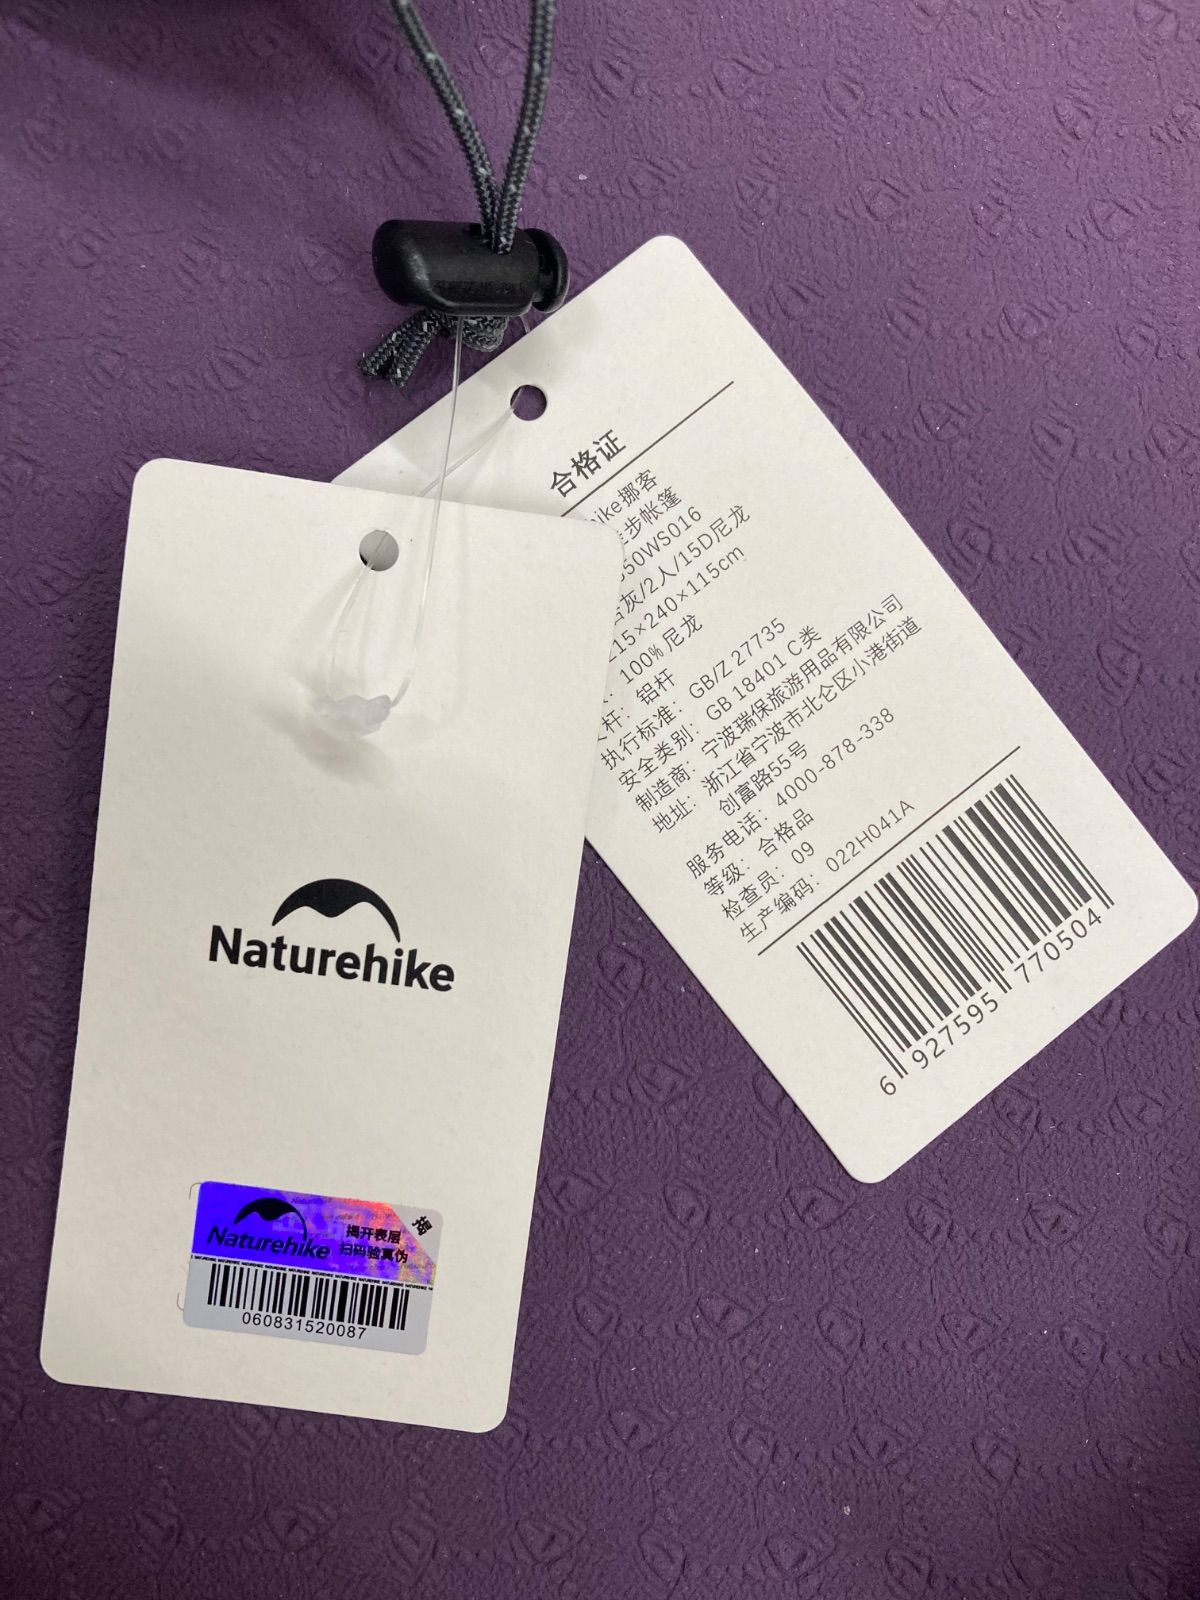 合格证
挪客
步帐篷
50WS016
灰/2人/15D尼龙
15×240×115cm
100% 尼龙
杆： 铝杆
执行标准： GB/Z 27735
安全类别： GB 18401 C类
制造商： 宁波瑞保旅游用品有限公司
地址： 浙江省宁波市北仑区小港街道
创富路55号
服务电话： 4000-878-338
等级： 合格品
检查员： 09
生产编码： 022H041A
6 927595 770504
Naturehike
Naturehike
揭开表层
扫码验真伪
揭
060831520087